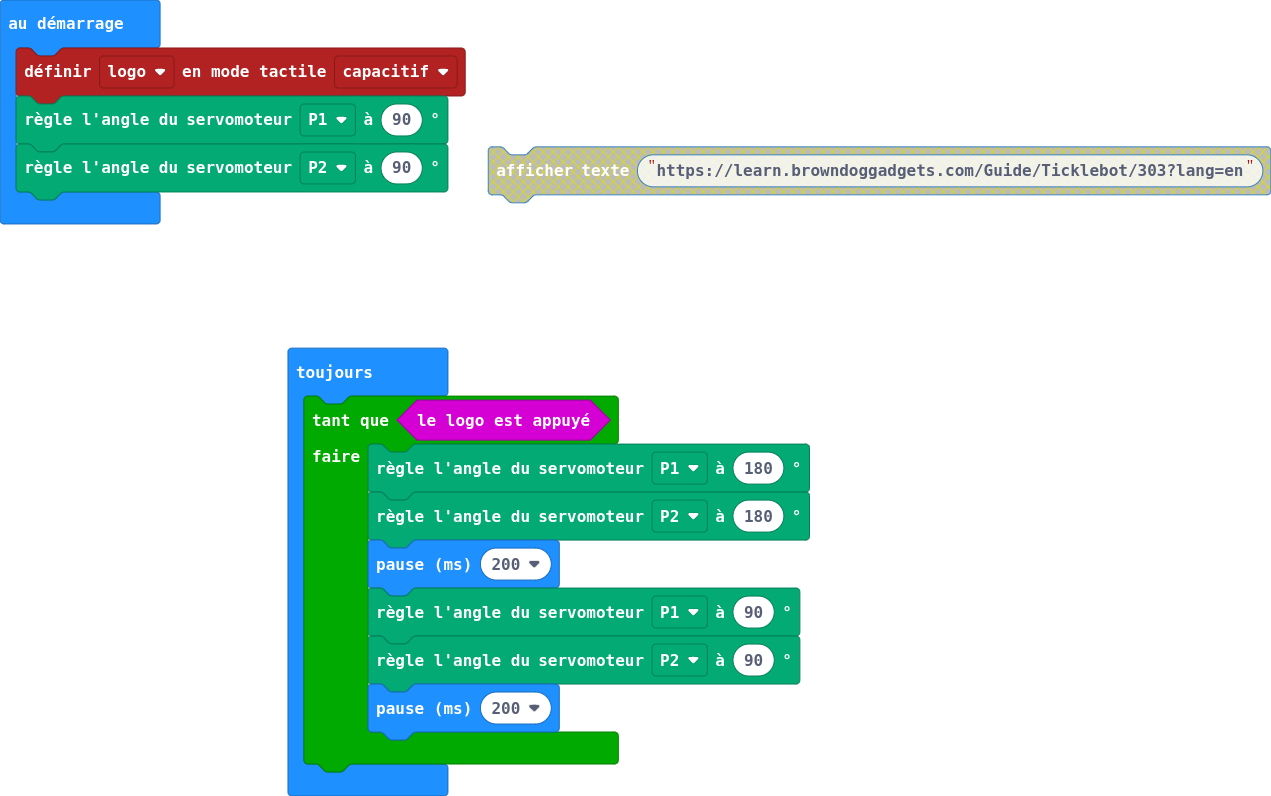 au démarrage
définir logo en mode tactile capacitif
règle l'angle du servomoteur P1 à 90 °
règle l'angle du servomoteur P2 à 90 °
afficher texte "https://learn.browndoggadgets.com/Guide/Ticklebot/303?lang=en"
toujours
tant que le logo est appuyé
faire
règle l'angle du servomoteur P1 à 180 °
règle l'angle du servomoteur P2 à 180 °
pause (ms) 200
règle l'angle du servomoteur P1 à 90 °
règle l'angle du servomoteur P2 à 90 °
pause (ms) 200